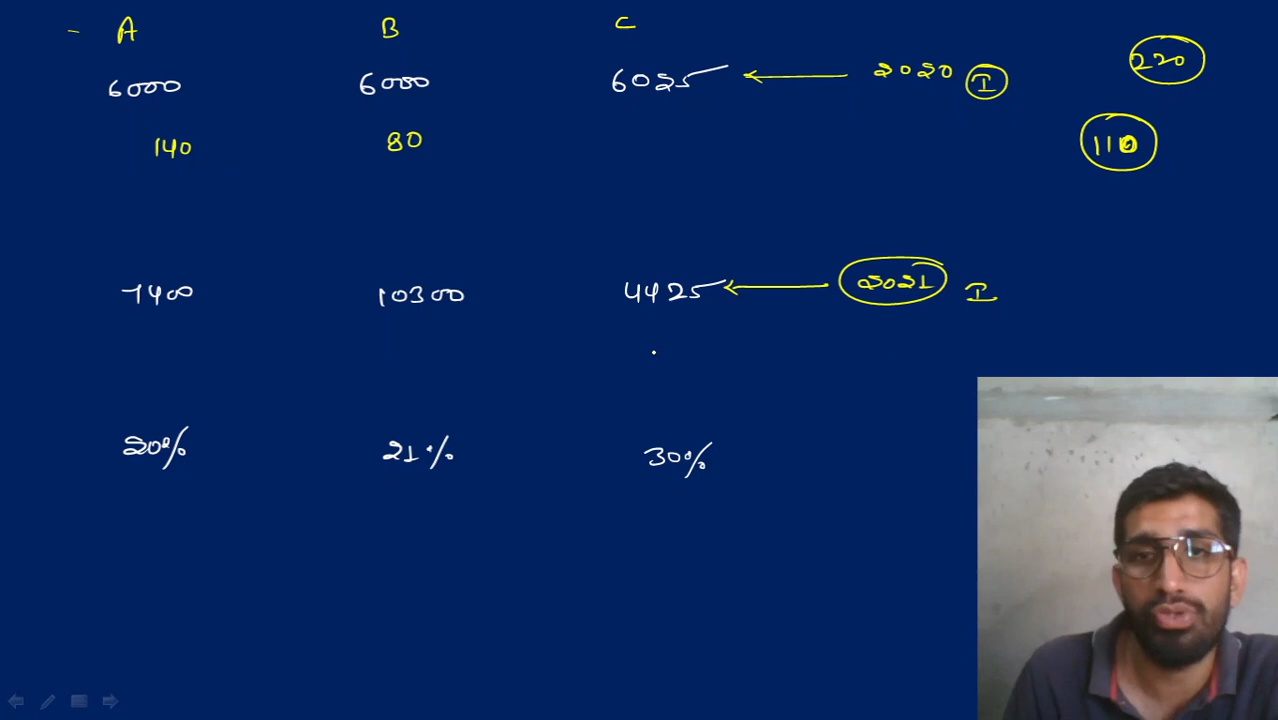 - A B C
6000 6000 6025 ← 2020 I 220
140 80 110
7400 10300 4425 ← 2021 I
20% 21% 30%